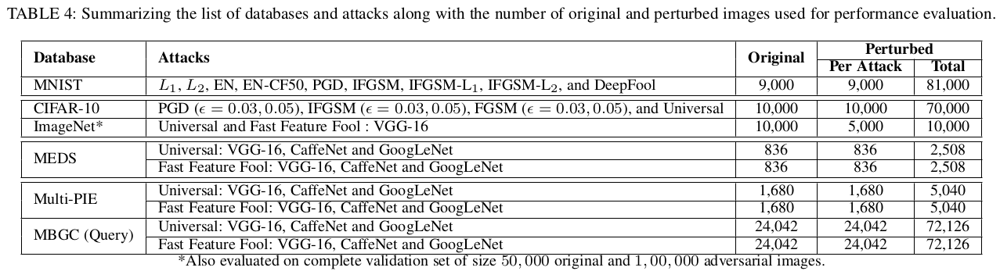 TABLE 4: Summarizing the list of databases and attacks along with the number of original and perturbed images used for performance evaluation.
Database Attacks Original Perturbed
Per Attack Total
MNIST L₁, L₂, EN, EN-CF50, PGD, IFGSM, IFGSM-L₁, IFGSM-L₂, and DeepFool 9,000 9,000 81,000
CIFAR-10 PGD (ϵ = 0.03, 0.05), IFGSM (ϵ = 0.03, 0.05), FGSM (ϵ = 0.03, 0.05), and Universal 10,000 10,000 70,000
ImageNet* Universal and Fast Feature Fool : VGG-16 10,000 5,000 10,000
MEDS Universal: VGG-16, CaffeNet and GoogLeNet 836 836 2,508
Fast Feature Fool: VGG-16, CaffeNet and GoogLeNet 836 836 2,508
Multi-PIE Universal: VGG-16, CaffeNet and GoogLeNet 1,680 1,680 5,040
Fast Feature Fool: VGG-16, CaffeNet and GoogLeNet 1,680 1,680 5,040
MBGC (Query) Universal: VGG-16, CaffeNet and GoogLeNet 24,042 24,042 72,126
Fast Feature Fool: VGG-16, CaffeNet and GoogLeNet 24,042 24,042 72,126
*Also evaluated on complete validation set of size 50,000 original and 1,00,000 adversarial images.